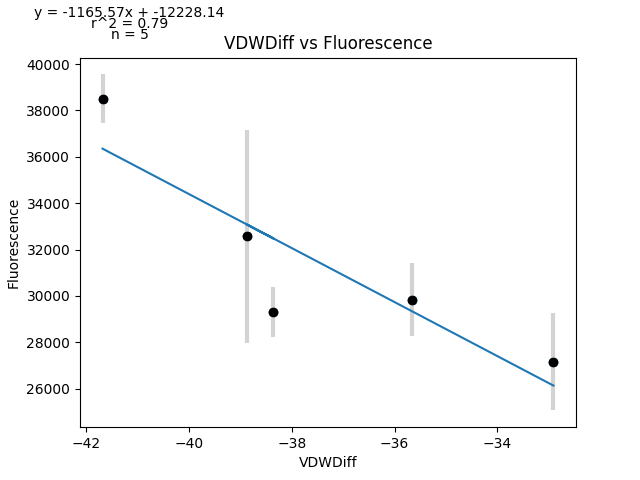 y = -1165.57x + -12228.14
r^2 = 0.79
n = 5
VDWDiff vs Fluorescence
40000
38000
36000
34000
32000
30000
28000
26000
Fluorescence
−42
−40
−38
−36
−34
VDWDiff